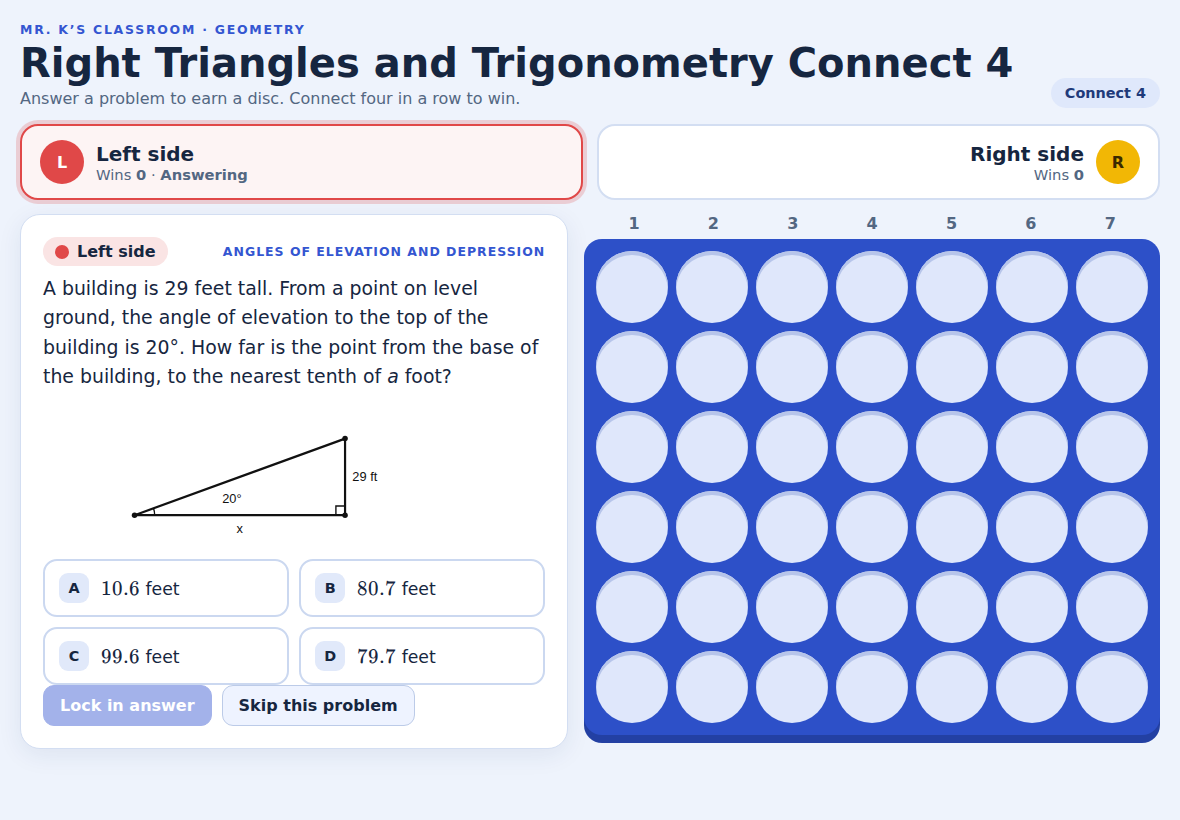 MR. K’S CLASSROOM · GEOMETRY
Right Triangles and Trigonometry Connect 4
Answer a problem to earn a disc. Connect four in a row to win.
Connect 4
L
Left side
Wins 0 · Answering
Right side
Wins 0
R
Left side
ANGLES OF ELEVATION AND DEPRESSION
A building is 29 feet tall. From a point on level
ground, the angle of elevation to the top of the
building is 20°. How far is the point from the base of
the building, to the nearest tenth of a foot?
20°
29 ft
x
A 10.6 feet
B 80.7 feet
C 99.6 feet
D 79.7 feet
Lock in answer
Skip this problem
1 2 3 4 5 6 7